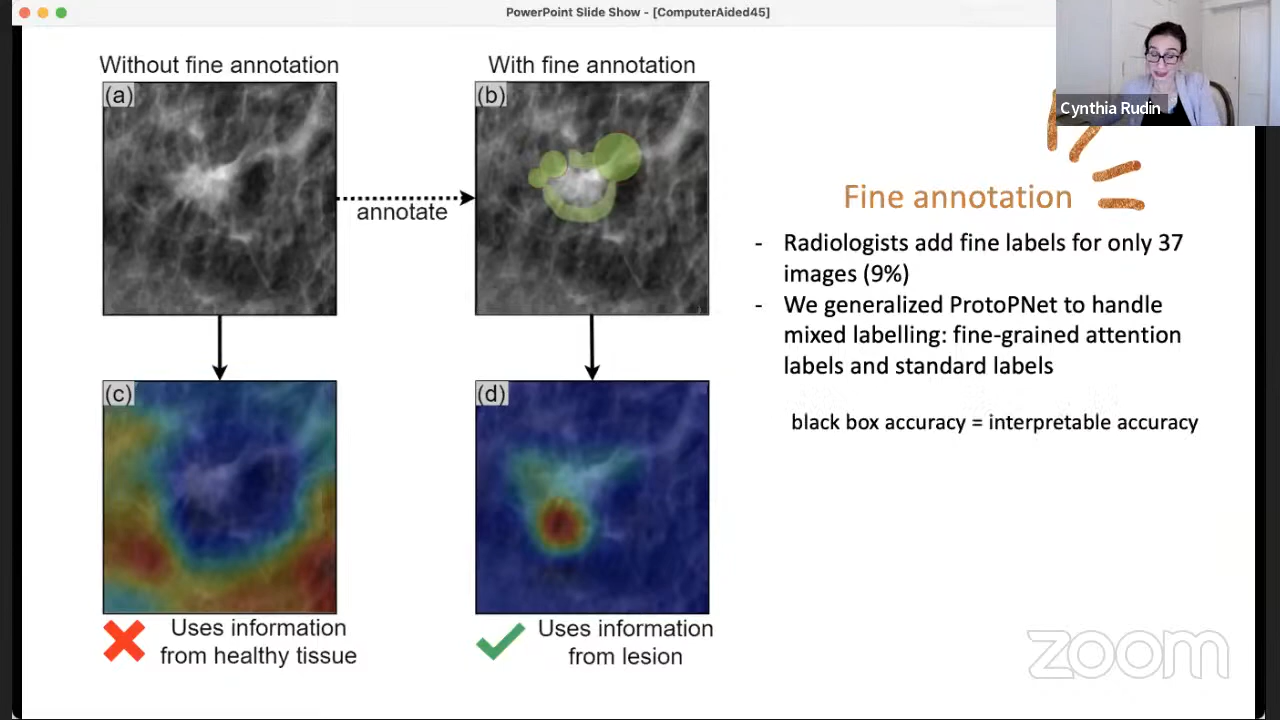 PowerPoint Slide Show - [ComputerAided45]
Cynthia Rudin
Without fine annotation
With fine annotation
(a)
(b)
annotate
(c)
(d)
Uses information
from healthy tissue
Uses information
from lesion
Fine annotation
- Radiologists add fine labels for only 37
images (9%)
- We generalized ProtoPNet to handle
mixed labelling: fine-grained attention
labels and standard labels
black box accuracy = interpretable accuracy
zoom